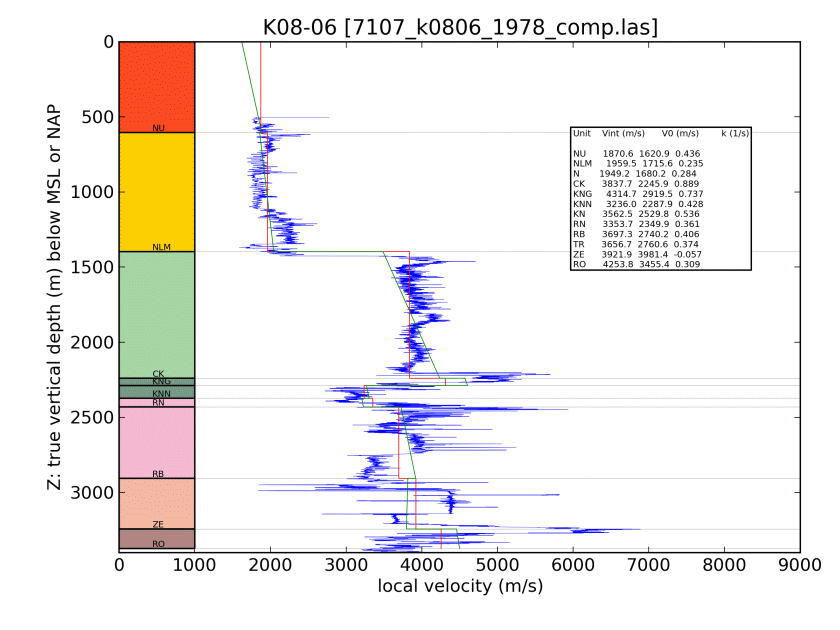 K08-06 [7107_k0806_1978_comp.las]
Z: true vertical depth (m) below MSL or NAP
0
500
1000
1500
2000
2500
3000
NU
NLM
CK
KNG
KNN
RN
RB
ZE
RO
Unit Vint (m/s) V0 (m/s) k (1/s)
NU 1870.6 1620.9 0.436
NLM 1959.5 1715.6 0.235
N 1949.2 1680.2 0.284
CK 3837.7 2245.9 0.889
KNG 4314.7 2919.5 0.737
KNN 3236.0 2287.9 0.428
KN 3562.5 2529.8 0.536
RN 3353.7 2349.9 0.361
RB 3697.3 2740.2 0.406
TR 3656.7 2760.6 0.374
ZE 3921.9 3981.4 -0.057
RO 4253.8 3455.4 0.309
0 1000 2000 3000 4000 5000 6000 7000 8000 9000
local velocity (m/s)